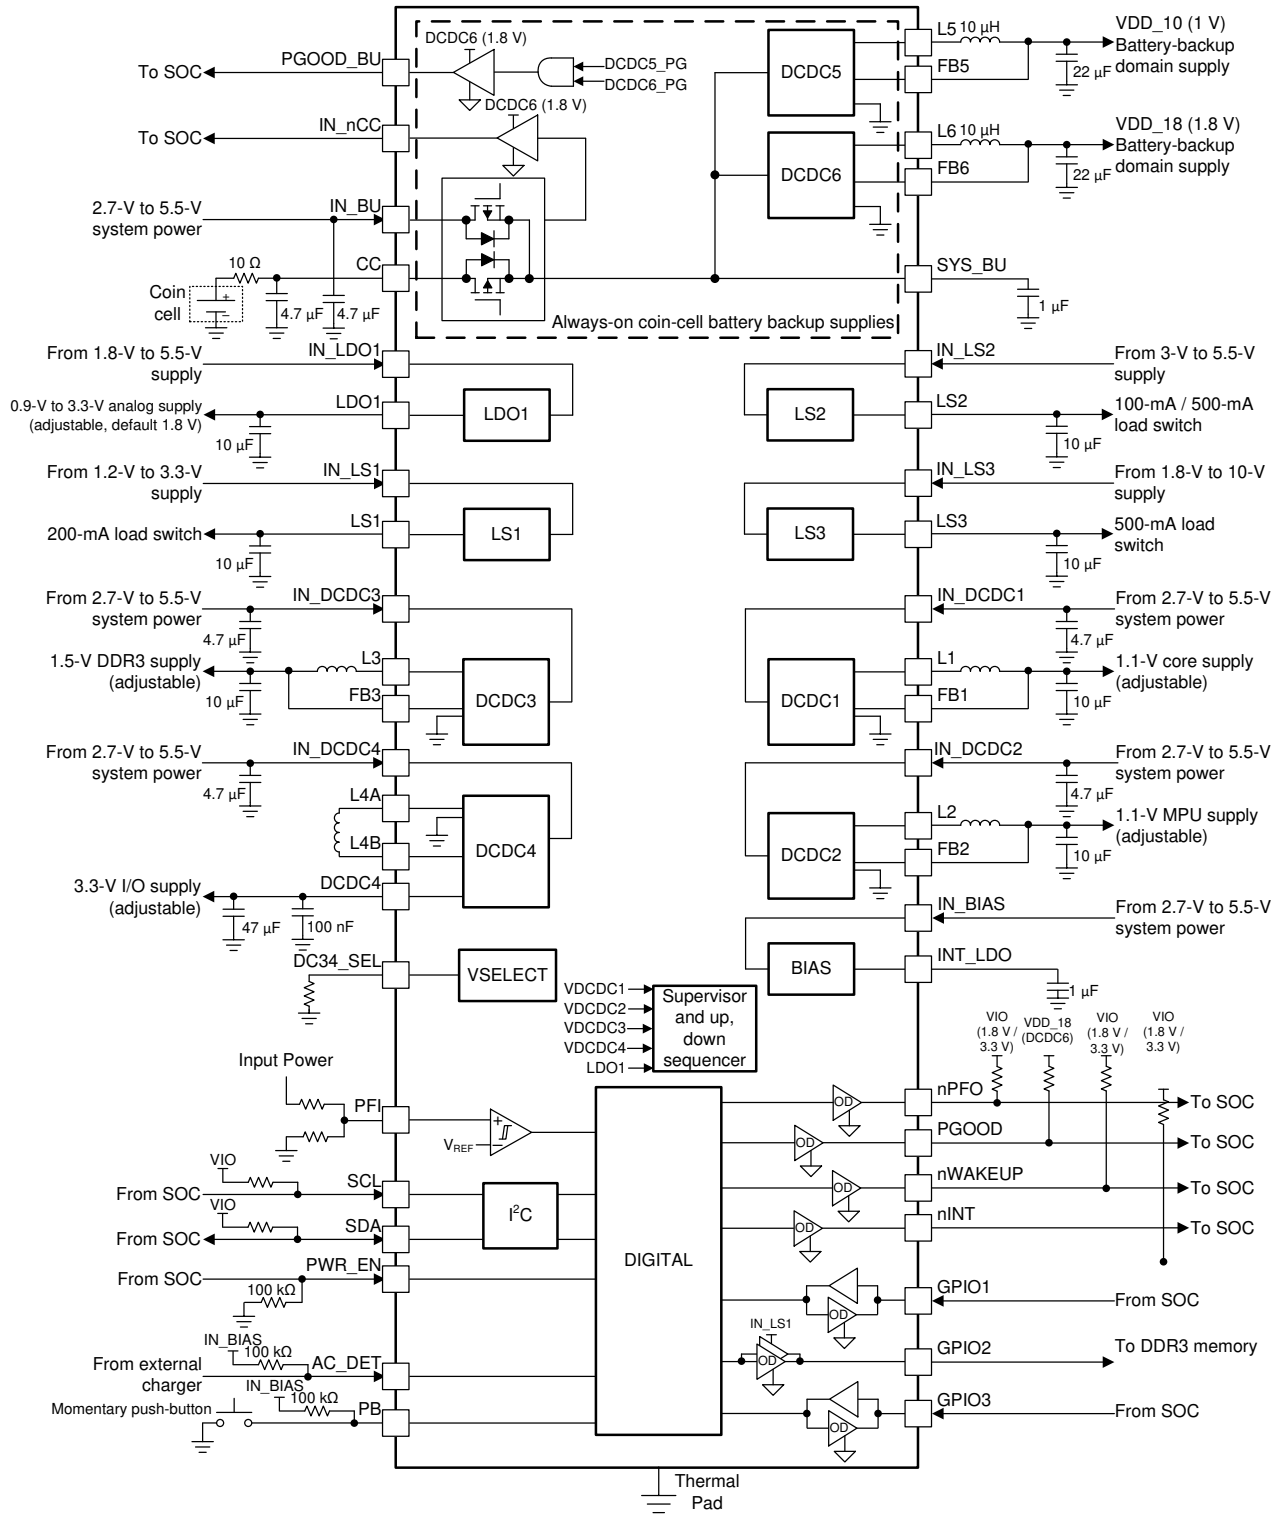 DCDC6 (1.8 V)
PGOOD_BU
To SOC
DCDC5_PG
DCDC6_PG
DCDC6 (1.8 V)
IN_nCC
To SOC
2.7-V to 5.5-V
system power
IN_BU
10 Ω
CC
Coin
cell
+
–
4.7 µF
4.7 µF
DCDC5
L5
10 µH
FB5
22 µF
VDD_10 (1 V)
Battery-backup
domain supply
DCDC6
L6
10 µH
FB6
22 µF
VDD_18 (1.8 V)
Battery-backup
domain supply
SYS_BU
1 µF
Always-on coin-cell battery backup supplies
From 1.8-V to 5.5-V
supply
IN_LDO1
0.9-V to 3.3-V analog supply
(adjustable, default 1.8 V)
LDO1
LDO1
10 µF
IN_LS2
From 3-V to 5.5-V
supply
LS2
LS2
100-mA / 500-mA
load switch
10 µF
From 1.2-V to 3.3-V
supply
IN_LS1
200-mA load switch
LS1
LS1
10 µF
IN_LS3
From 1.8-V to 10-V
supply
LS3
LS3
500-mA load
switch
10 µF
From 2.7-V to 5.5-V
system power
IN_DCDC3
4.7 µF
1.5-V DDR3 supply
(adjustable)
L3
FB3
10 µF
DCDC3
IN_DCDC1
From 2.7-V to 5.5-V
system power
4.7 µF
DCDC1
L1
FB1
1.1-V core supply
(adjustable)
10 µF
From 2.7-V to 5.5-V
system power
IN_DCDC4
4.7 µF
L4A
L4B
DCDC4
3.3-V I/O supply
(adjustable)
DCDC4
47 µF
100 nF
IN_DCDC2
From 2.7-V to 5.5-V
system power
4.7 µF
DCDC2
L2
FB2
1.1-V MPU supply
(adjustable)
10 µF
IN_BIAS
From 2.7-V to 5.5-V
system power
BIAS
INT_LDO
1 µF
DC34_SEL
VSELECT
VDCDC1
VDCDC2
VDCDC3
VDCDC4
LDO1
Supervisor
and up,
down
sequencer
VIO
(1.8 V /
3.3 V)
VDD_18
(DCDC6)
VIO
(1.8 V /
3.3 V)
VIO
(1.8 V /
3.3 V)
Input Power
PFI
VREF
–
OD
nPFO
To SOC
OD
PGOOD
To SOC
VIO
From SOC
SCL
VIO
From SOC
SDA
I2C
OD
nWAKEUP
To SOC
OD
nINT
To SOC
DIGITAL
From SOC
PWR_EN
100 kΩ
OD
GPIO1
From SOC
IN_LS1
OD
GPIO2
To DDR3 memory
IN_BIAS
100 kΩ
From external
charger
AC_DET
IN_BIAS
100 kΩ
Momentary push-button
PB
OD
GPIO3
From SOC
Thermal
Pad